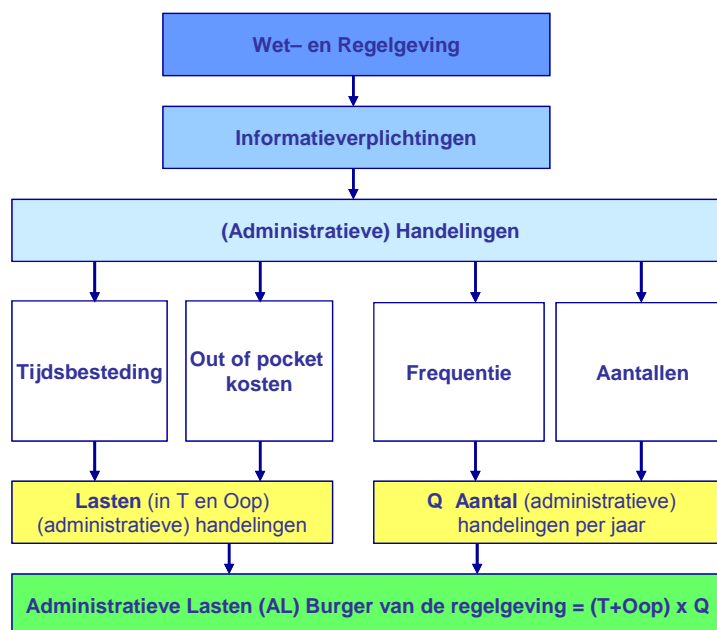 Wet– en Regelgeving
Informatieverplichtingen
(Administratieve) Handelingen
Tijdsbesteding
Out of pocket
kosten
Frequentie
Aantallen
Lasten (in T en Oop)
(administratieve) handelingen
Q Aantal (administratieve)
handelingen per jaar
Administratieve Lasten (AL) Burger van de regelgeving = (T+Oop) x Q